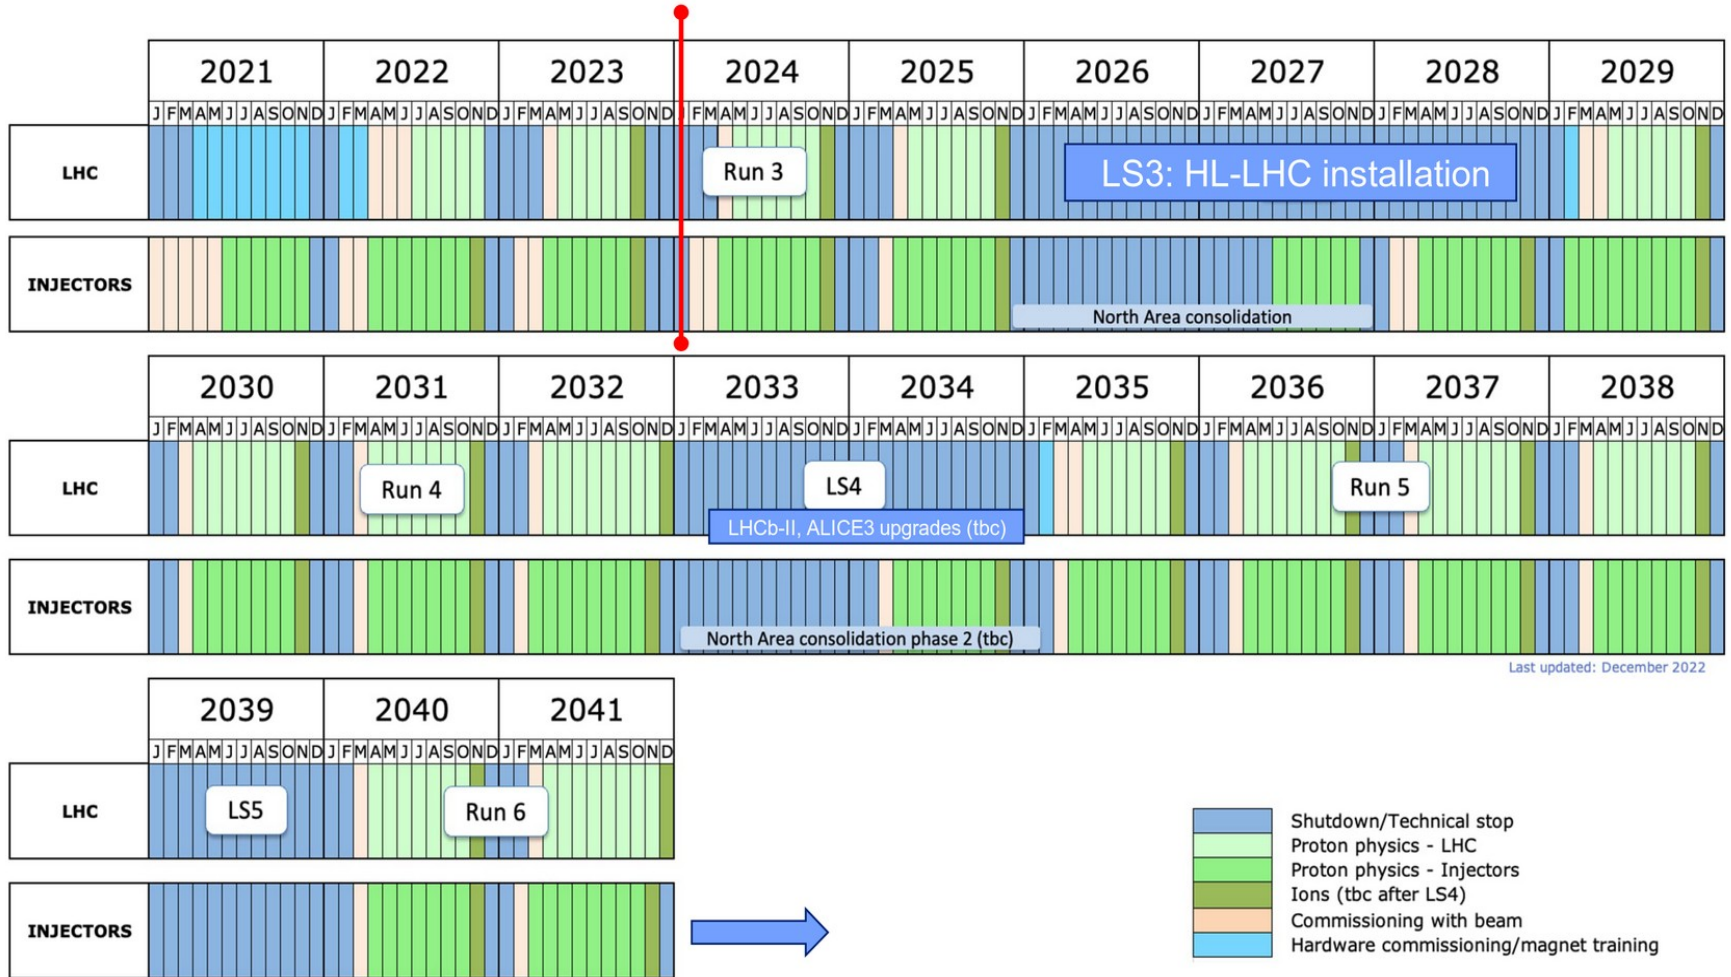 2021 2022 2023 2024 2025 2026 2027 2028 2029
J F M A M J J A S O N D J F M A M J J A S O N D J F M A M J J A S O N D J F M A M J J A S O N D J F M A M J J A S O N D J F M A M J J A S O N D J F M A M J J A S O N D J F M A M J J A S O N D J F M A M J J A S O N D
LHC Run 3 LS3: HL-LHC installation
INJECTORS
North Area consolidation
2030 2031 2032 2033 2034 2035 2036 2037 2038
J F M A M J J A S O N D J F M A M J J A S O N D J F M A M J J A S O N D J F M A M J J A S O N D J F M A M J J A S O N D J F M A M J J A S O N D J F M A M J J A S O N D J F M A M J J A S O N D J F M A M J J A S O N D
LHC Run 4 LS4 Run 5
LHCb-II, ALICE3 upgrades (tbc)
INJECTORS
North Area consolidation phase 2 (tbc)
Last updated: December 2022
2039 2040 2041
J F M A M J J A S O N D J F M A M J J A S O N D J F M A M J J A S O N D
LHC LS5 Run 6
INJECTORS
Shutdown/Technical stop
Proton physics - LHC
Proton physics - Injectors
Ions (tbc after LS4)
Commissioning with beam
Hardware commissioning/magnet training